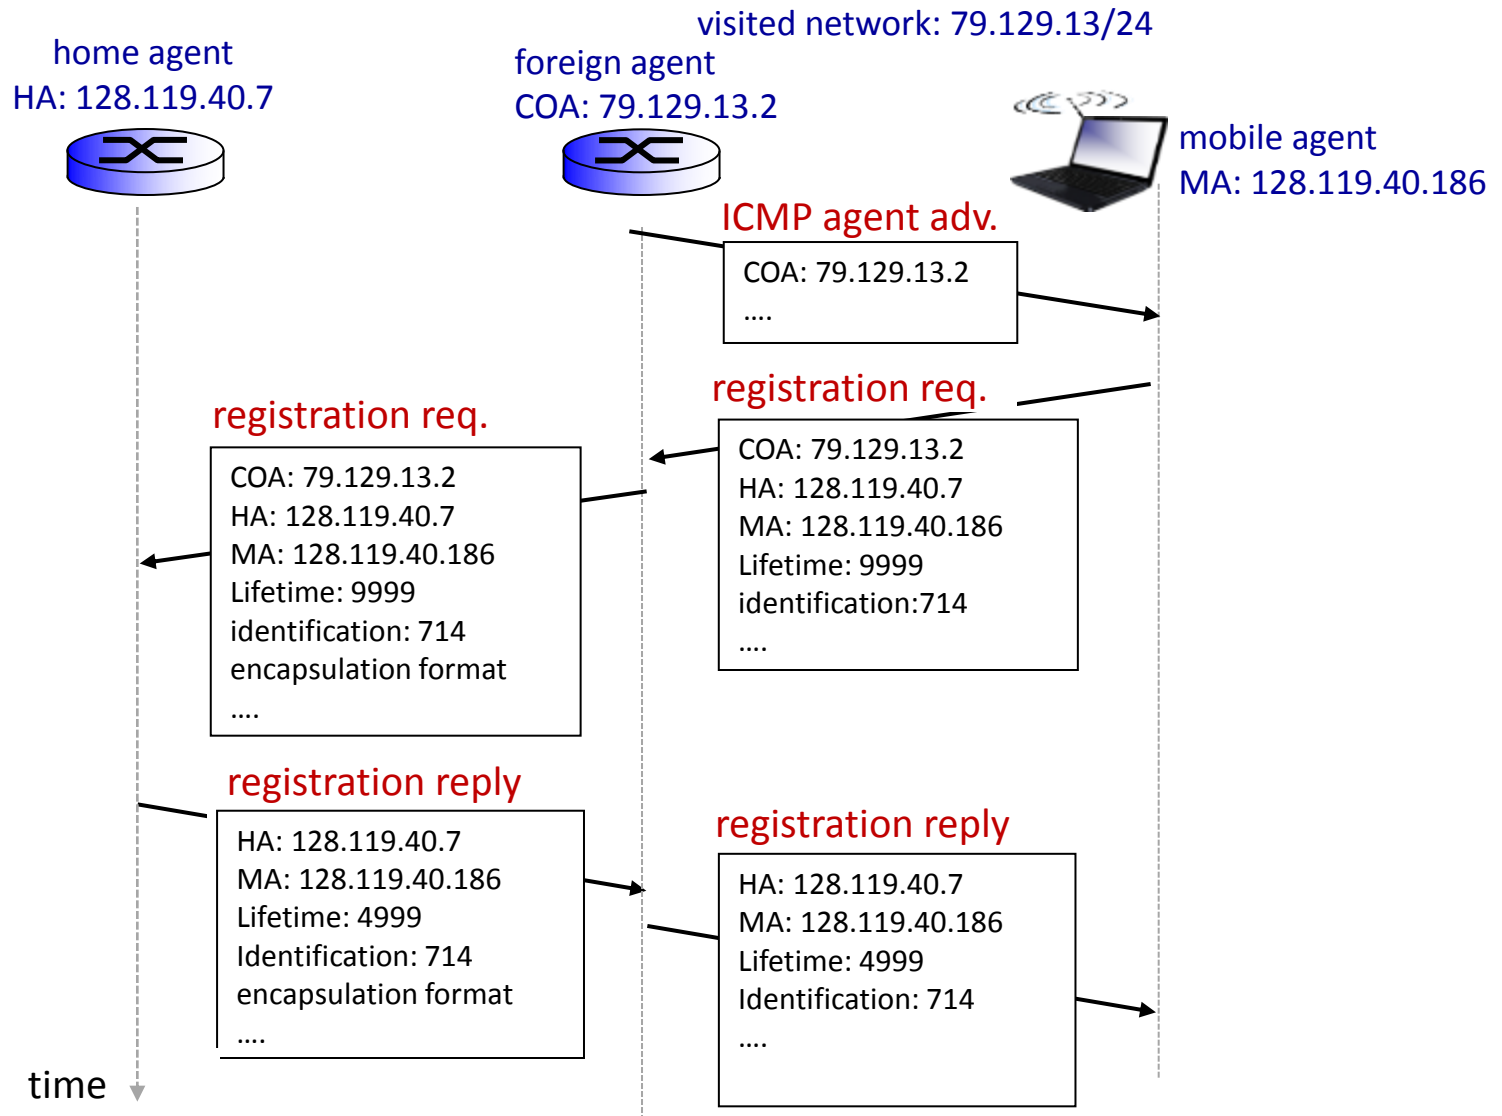 visited network: 79.129.13/24
home agent
HA: 128.119.40.7
foreign agent
COA: 79.129.13.2
mobile agent
MA: 128.119.40.186
ICMP agent adv.
COA: 79.129.13.2
....
registration req.
COA: 79.129.13.2
HA: 128.119.40.7
MA: 128.119.40.186
Lifetime: 9999
identification:714
....
registration req.
COA: 79.129.13.2
HA: 128.119.40.7
MA: 128.119.40.186
Lifetime: 9999
identification: 714
encapsulation format
....
registration reply
HA: 128.119.40.7
MA: 128.119.40.186
Lifetime: 4999
Identification: 714
encapsulation format
....
registration reply
HA: 128.119.40.7
MA: 128.119.40.186
Lifetime: 4999
Identification: 714
....
time